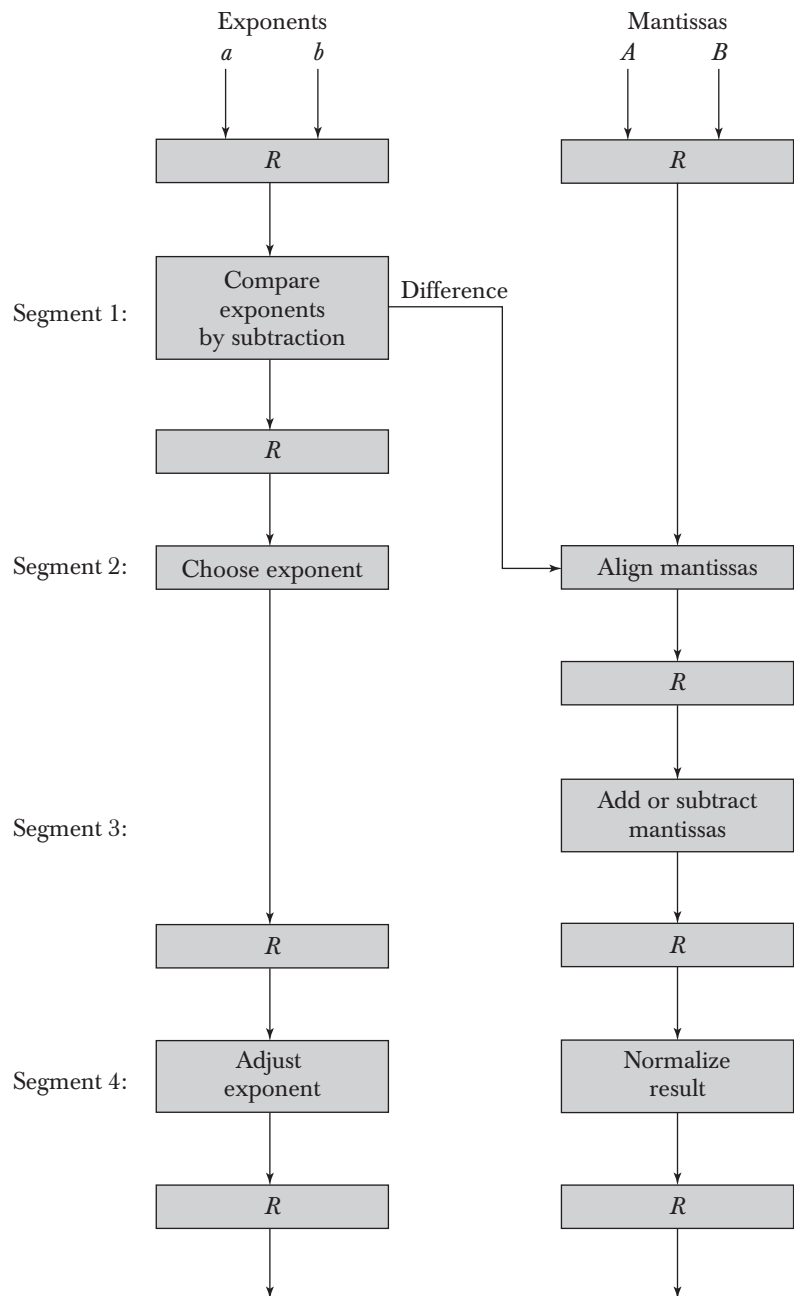 Exponents
a b
Mantissas
A B
R
R
Segment 1:
Compare
exponents
by subtraction
Difference
R
Segment 2:
Choose exponent
Align mantissas
R
Segment 3:
Add or subtract
mantissas
R
R
Segment 4:
Adjust
exponent
Normalize
result
R
R